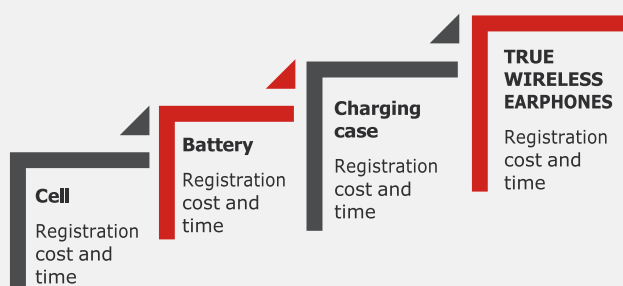 Cell
Registration
cost and
time
Battery
Registration
cost and
time
Charging
case
Registration
cost and
time
TRUE
WIRELESS
EARPHONES
Registration
cost and
time